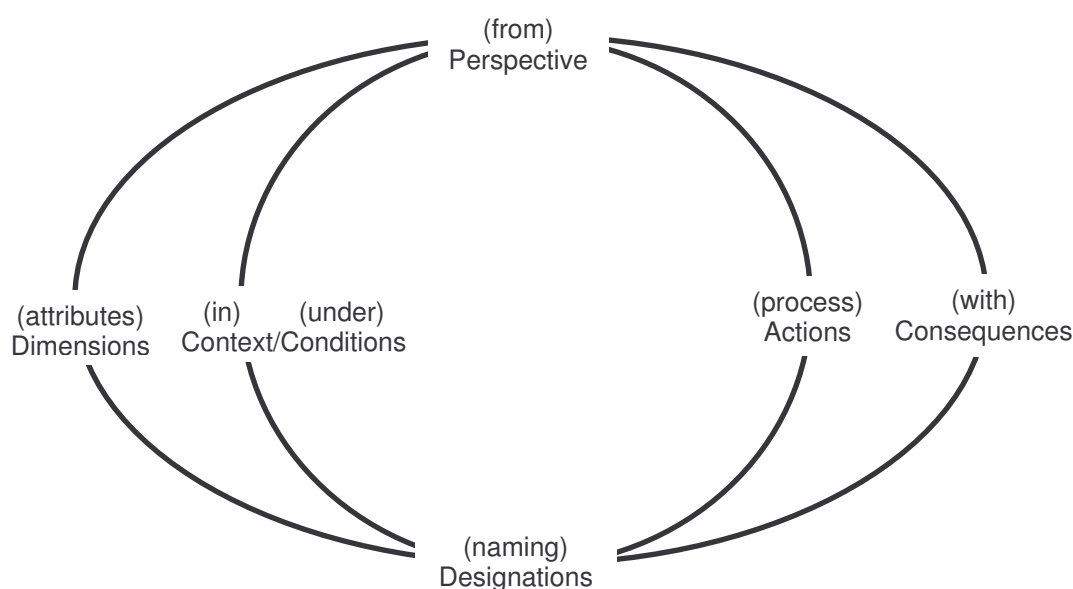 (from)
Perspective
(attributes)
Dimensions
(in) (under)
Context/Conditions
(process)
Actions
(with)
Consequences
(naming)
Designations